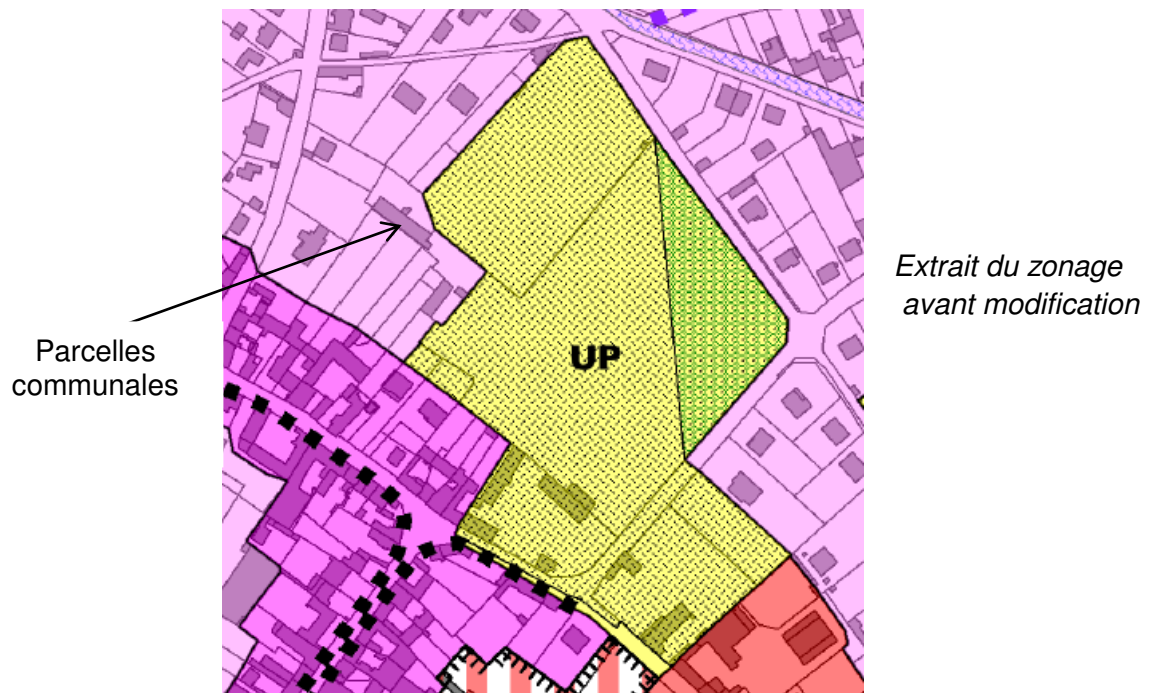 Extrait du zonage
avant modification
Parcelles
communales
UP